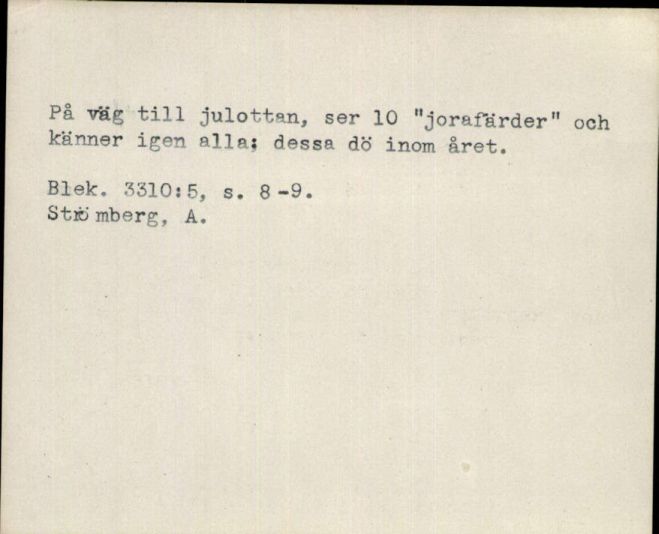 På väg till julottan, ser 10 "jorafärder" och
känner igen alla; dessa dö inom året.
Blek. 3310:5, s. 8-9.
Strömberg, A.